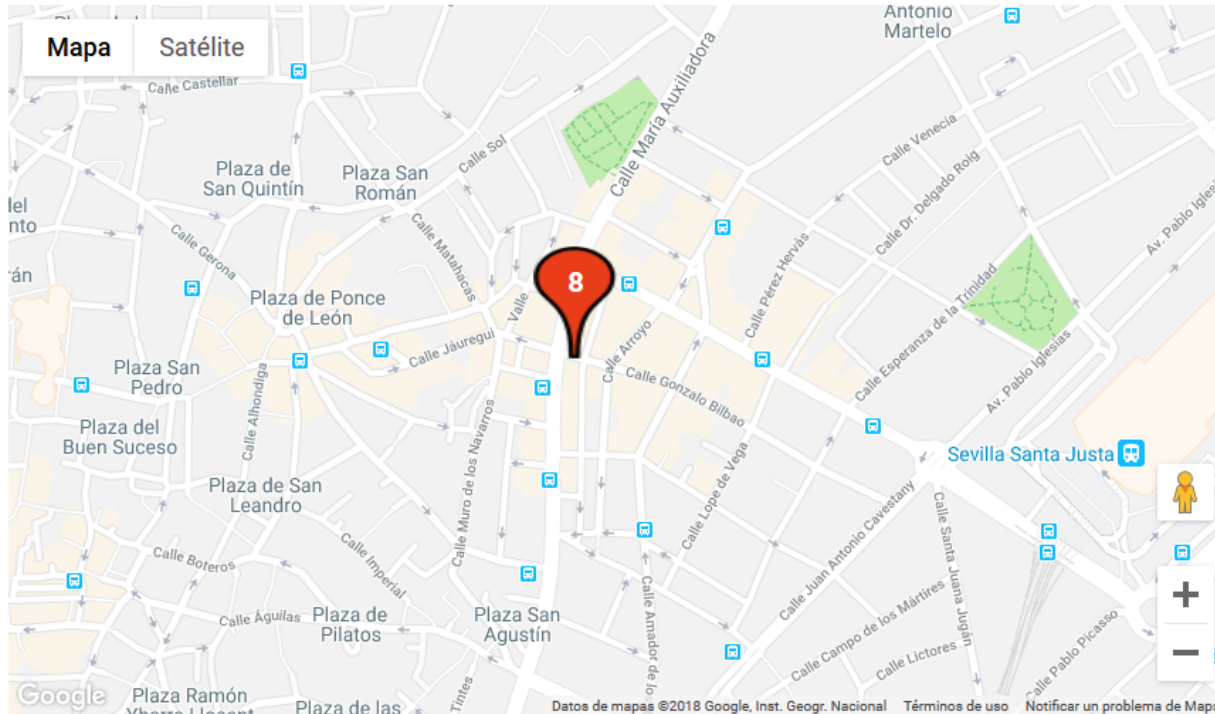 Antonio
Martelo
Mapa
Satélite
Calle Castellar
Calle María Auxiliadora
Calle Sol
Calle Venecia
Plaza de
San Quintín
Plaza San
Román
Calle Dr. Delgado Roig
Av. Pablo Iglesias
Calle Gerona
Calle Matahacas
Calle Pérez Hervás
8
Calle Esperanza de la Trinidad
Plaza de Ponce
de León
Valle
Calle Jáuregui
Calle Arroyo
Av. Pablo Iglesias
Plaza San
Pedro
Calle Gonzalo Bilbao
Calle Alhondiga
Plaza del
Buen Suceso
Calle Muro de los Navarros
Calle Lope de Vega
Sevilla Santa Justa
Plaza de San
Leandro
Calle Juan Antonio Cavestany
Calle Santa Juana Jugán
Calle Boteros
Calle Imperial
Calle Águilas
Plaza de
Pilatos
Plaza San
Agustín
Calle Amador de los
Calle Campo de los Mártires
Calle Lictores
Calle Pablo Picasso
Tintes
Plaza Ramón
Plaza de las
Google
Datos de mapas ©2018 Google, Inst. Geogr. Nacional
Términos de uso
Notificar un problema de Maps